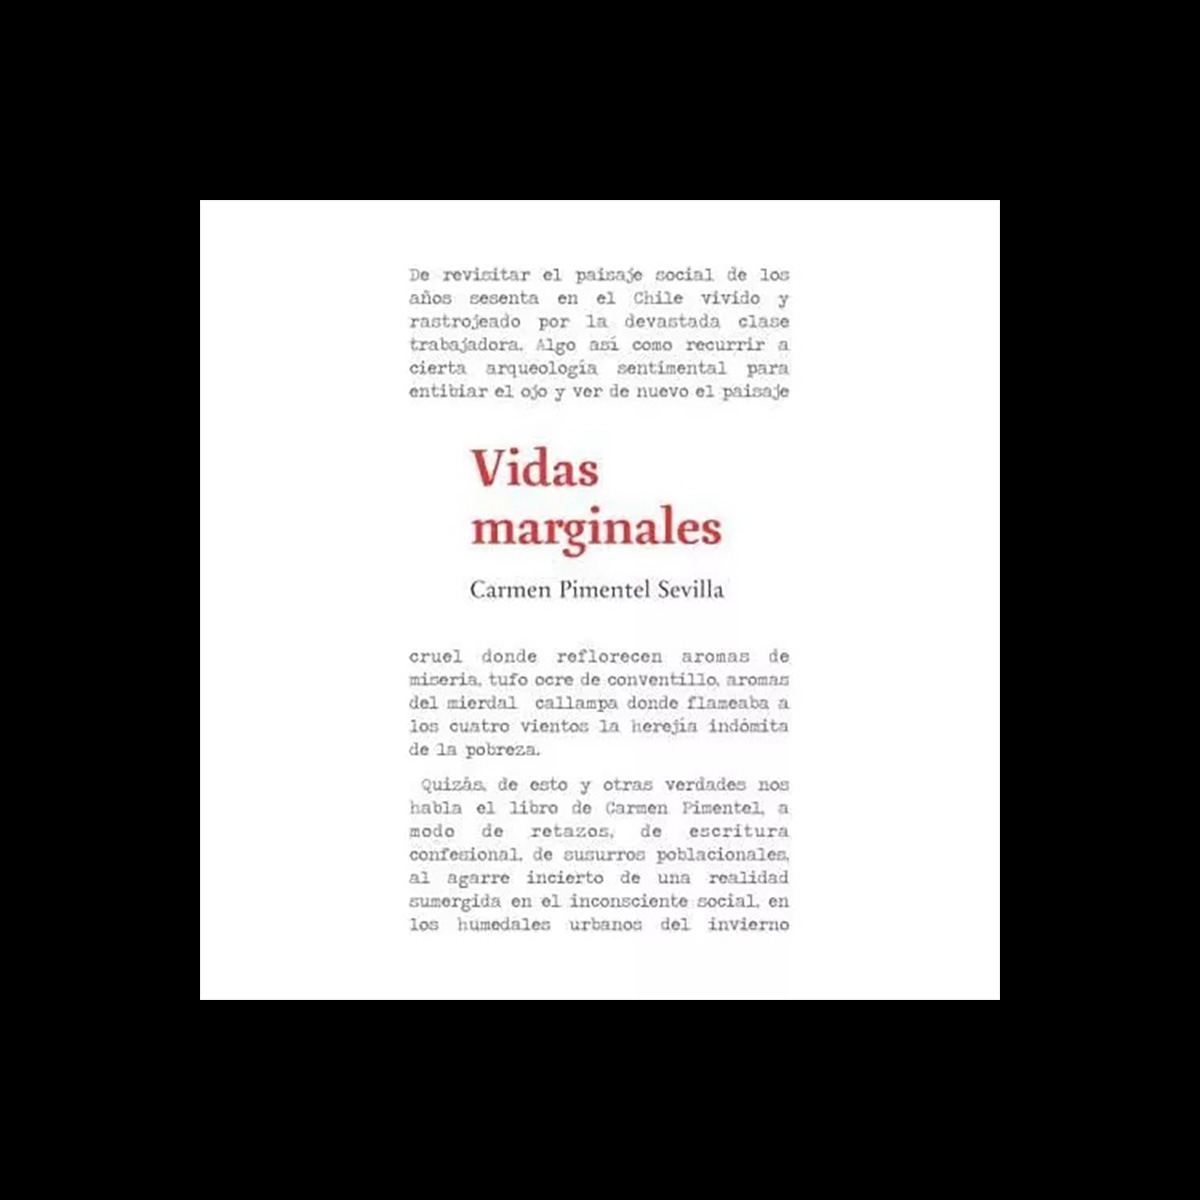 De revisitar el paisaje social de los
años sesenta en el Chile vivido y
rastrojeado por la devastada clase
trabajadora. Algo así como recurrir a
cierta arqueología sentimental para
entibiar el ojo y ver de nuevo el paisaje
Vidas
marginales
Carmen Pimentel Sevilla
cruel donde reflorecen aromas de
miseria, tufo ocre de conventillo, aromas
del mierdal callampa donde flameaba a
los cuatro vientos la herejía indómita
de la pobreza.
Quizás, de esto y otras verdades nos
habla el libro de Carmen Pimentel, a
modo de retazos, de escritura
confesional, de susurros poblacionales,
al agarre incierto de una realidad
sumergida en el inconsciente social, en
los humedales urbanos del invierno